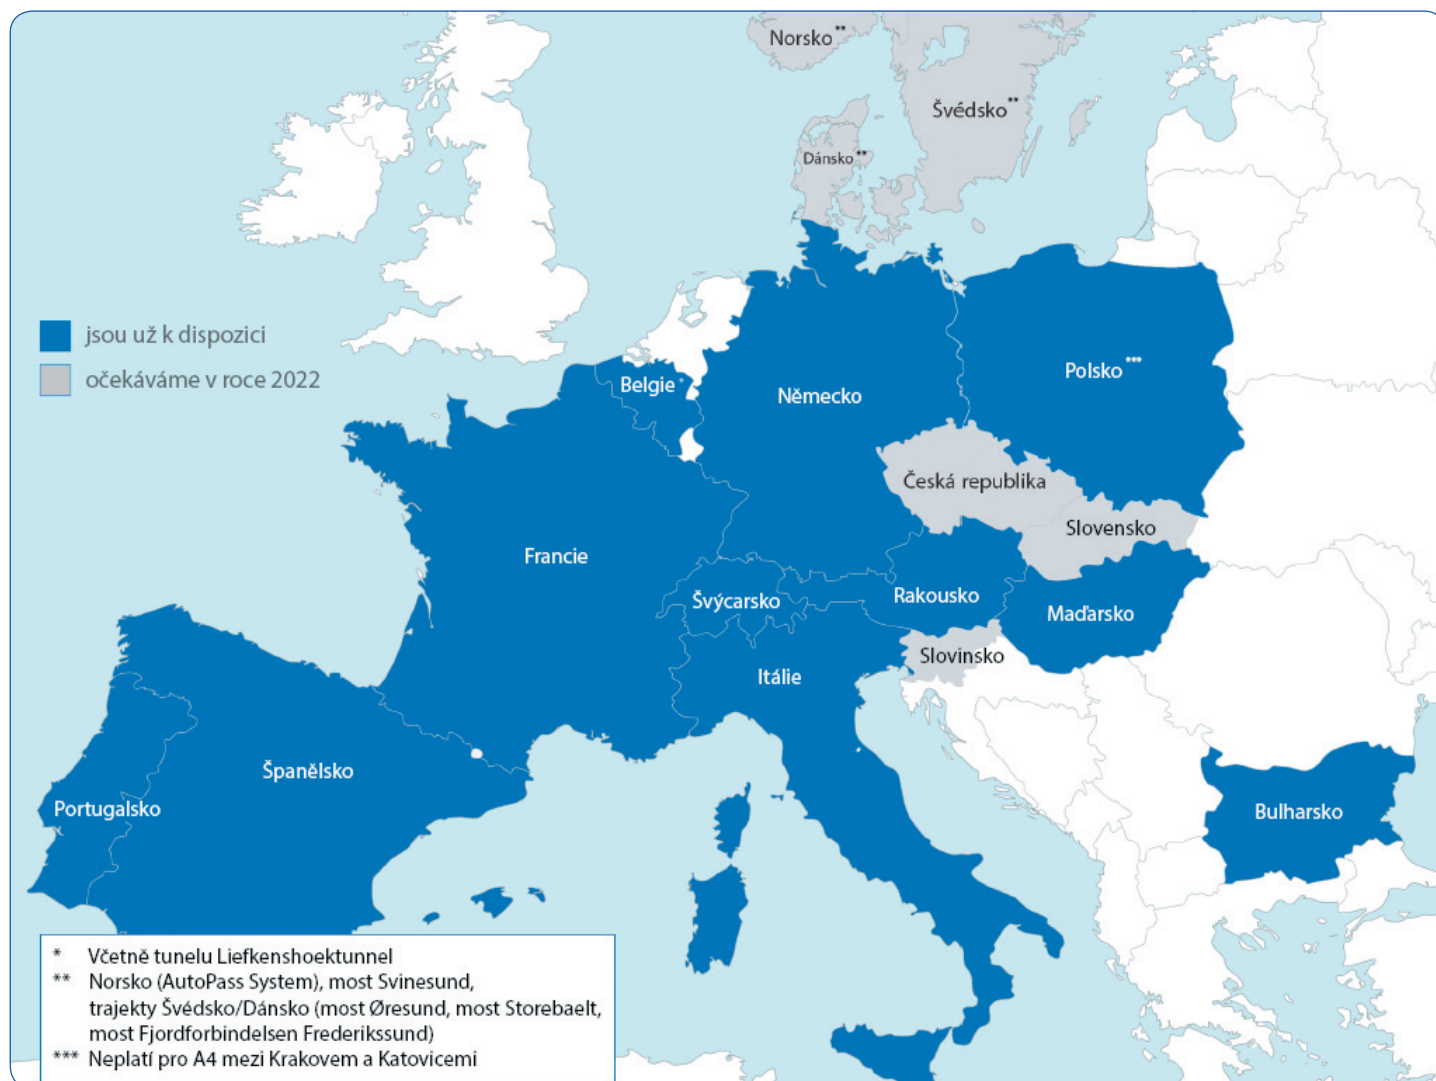 Norsko**
Švédsko**
Dánsko**
jsou už k dispozici
očekáváme v roce 2022
Belgie*
Německo
Polsko***
Česká republika
Slovensko
Francie
Švýcarsko
Rakousko
Maďarsko
Slovinsko
Itálie
Španělsko
Portugalsko
Bulharsko
* Včetně tunelu Liefkenshoektunnel
** Norsko (AutoPass System), most Svinesund,
trajekty Švédsko/Dánsko (most Øresund, most Storebaelt,
most Fjordforbindelsen Frederikssund)
*** Neplatí pro A4 mezi Krakovem a Katovicemi